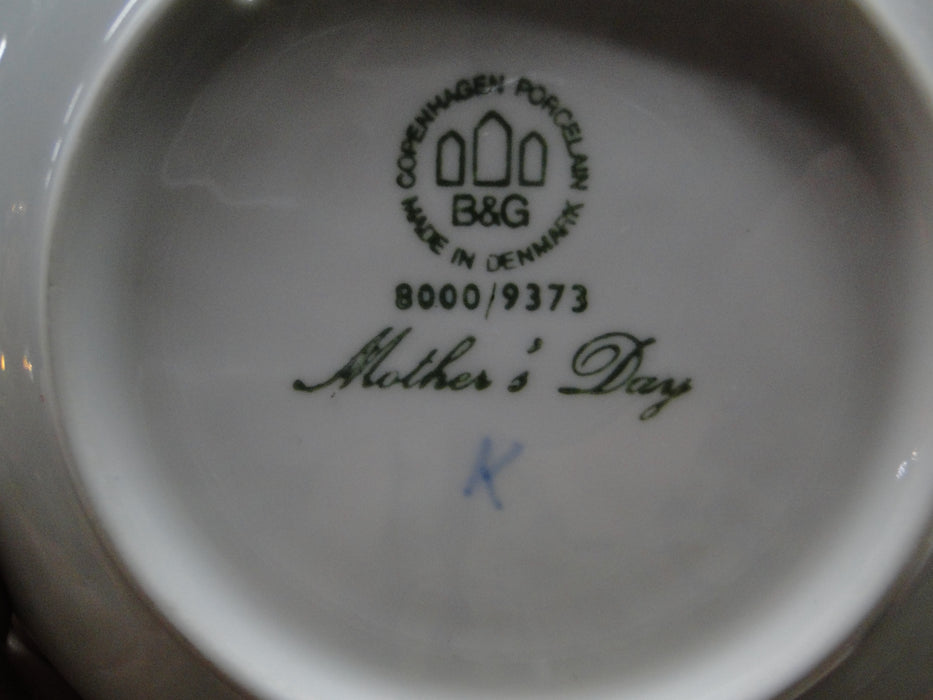 COPENHAGEN PORCELAIN
B&G
MADE IN DENMARK
8000/9373
Mother's Day
K